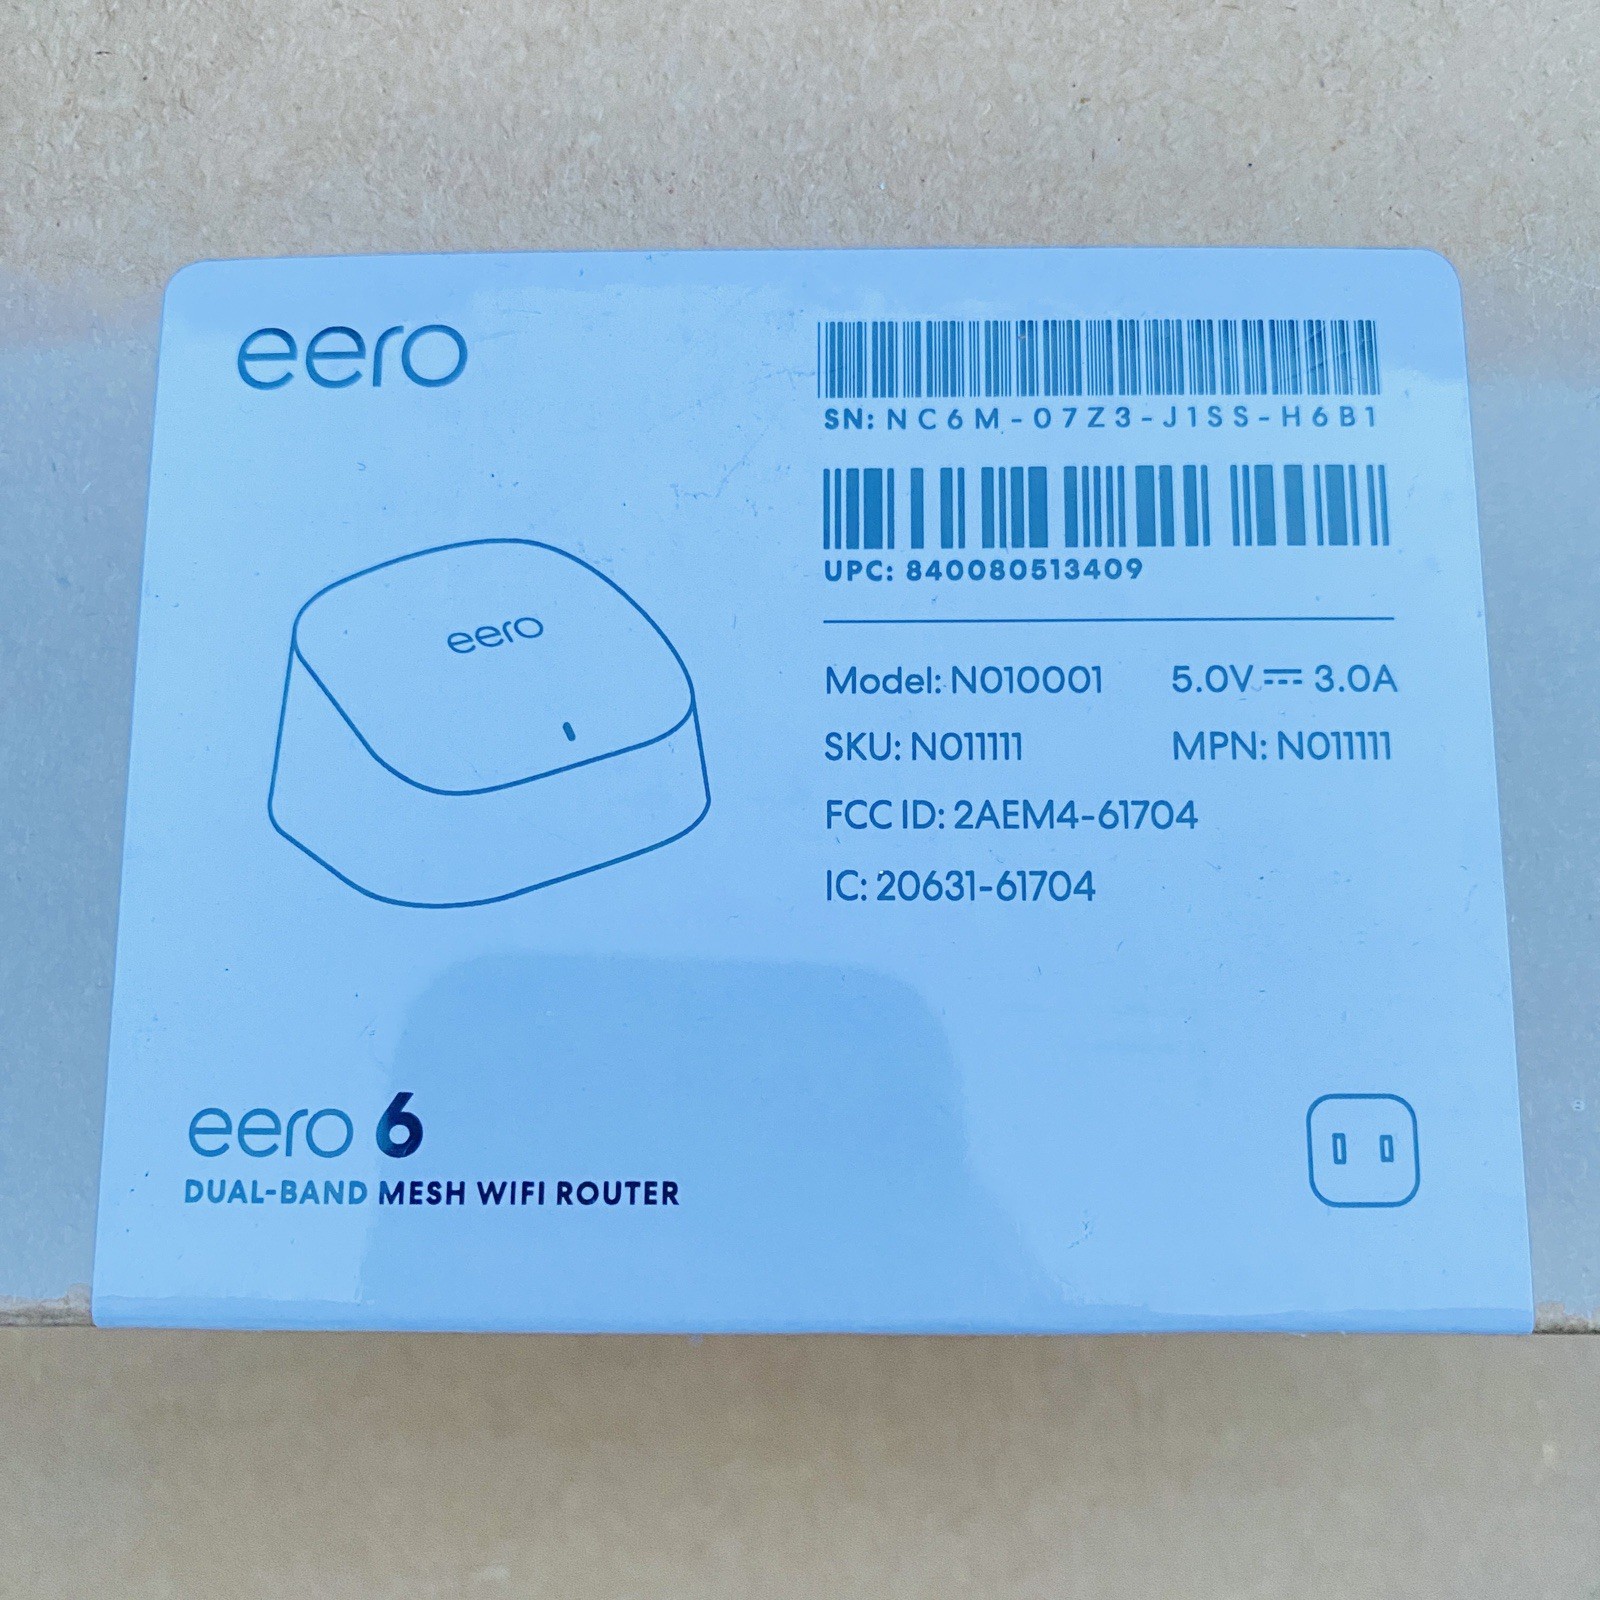 eero
SN: NC6M-07Z3-J1SS-H6B1
UPC: 840080513409
eero
Model: N010001 5.0V⎓3.0A
SKU: N011111 MPN: N011111
FCC ID: 2AEM4-61704
IC: 20631-61704
eero 6
DUAL-BAND MESH WIFI ROUTER